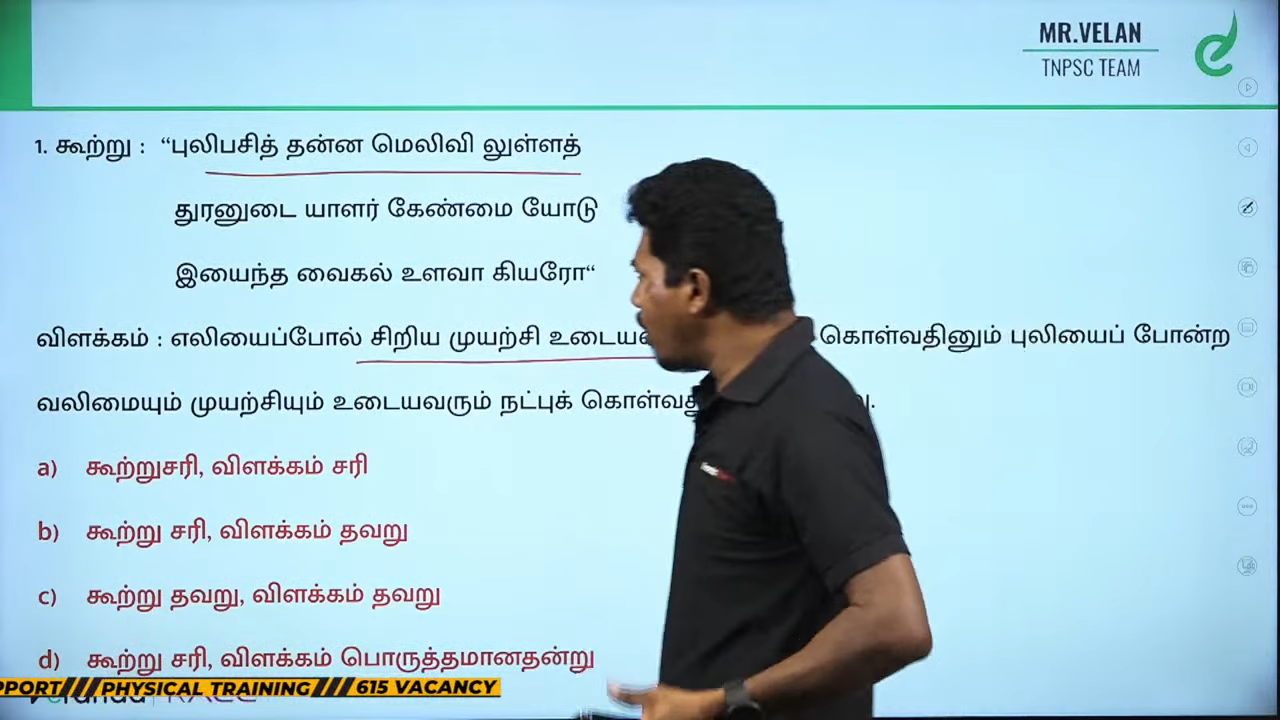 MR.VELAN
TNPSC TEAM
1. கூற்று : “புலிபசித் தன்ன மெலிவி லுள்ளத்
துரனுடை யாளர் கேண்மை யோடு
இயைந்த வைகல் உளவா கியரோ“
விளக்கம் : எலியைப்போல் சிறிய முயற்சி கொள்வதினும் புலியைப் போன்ற
வலிமையும் முயற்சியும் உடையவரும் நட்புக்
a) கூற்றுசரி, விளக்கம் சரி
b) கூற்று சரி, விளக்கம் தவறு
c) கூற்று தவறு, விளக்கம் தவறு
d) கூற்று சரி, விளக்கம் பொருத்தமானதன்று
PHYSICAL TRAINING /// 615 VACANCY